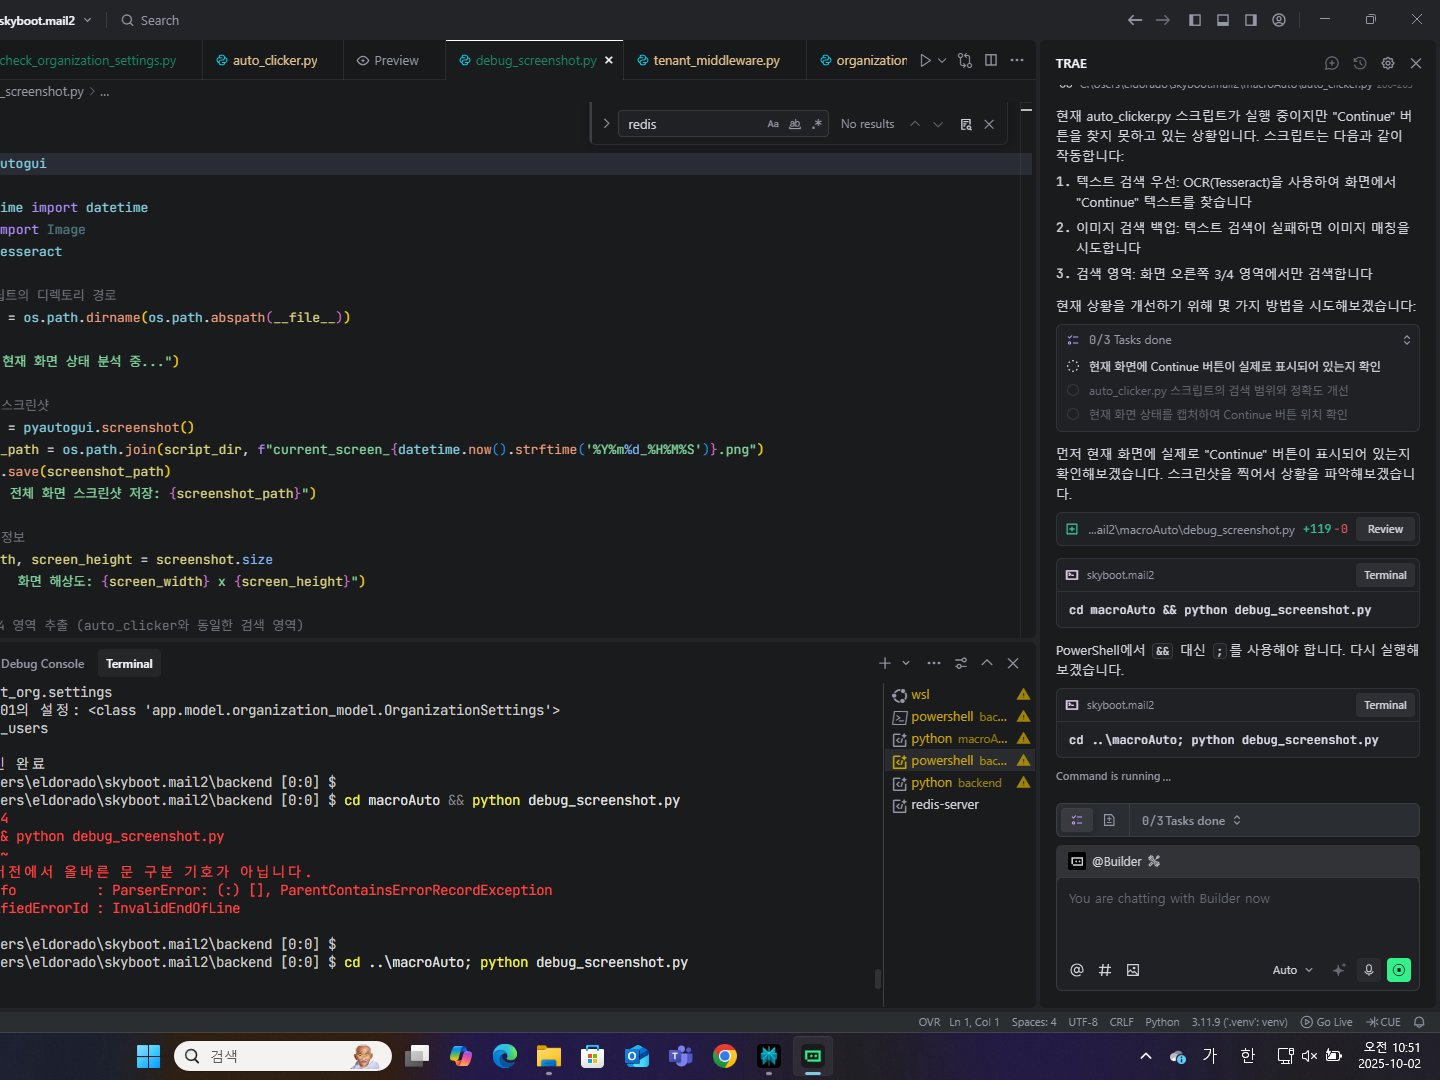 skyboot.mail2
Search
check_organization_settings.py
auto_clicker.py
Preview
debug_screenshot.py
tenant_middleware.py
organization
_screenshot.py > ...
redis
No results
utogui
ime import datetime
mport Image
esseract
립트의 디렉토리 경로
= os.path.dirname(os.path.abspath(__file__))
현재 화면 상태 분석 중...")
스크린샷
= pyautogui.screenshot()
_path = os.path.join(script_dir, f"current_screen_{datetime.now().strftime('%Y%m%d_%H%M%S')}.png")
.save(screenshot_path)
전체 화면 스크린샷 저장: {screenshot_path}")
정보
th, screen_height = screenshot.size
화면 해상도: {screen_width} x {screen_height}")
4 영역 추출 (auto_clicker와 동일한 검색 영역)
Debug Console
Terminal
t_org.settings
01의 설정: <class 'app.model.organization_model.OrganizationSettings'>
_users
완료
ers\eldorado\skyboot.mail2\backend [0:0] $
ers\eldorado\skyboot.mail2\backend [0:0] $ cd macroAuto && python debug_screenshot.py
4
& python debug_screenshot.py
~
버전에서 올바른 문 구분 기호가 아닙니다.
fo : ParserError: (:) [], ParentContainsErrorRecordException
fiedErrorId : InvalidEndOfLine
ers\eldorado\skyboot.mail2\backend [0:0] $
ers\eldorado\skyboot.mail2\backend [0:0] $ cd ..\macroAuto; python debug_screenshot.py
wsl
powershell bac...
python macroA...
powershell bac...
python backend
redis-server
TRAE
C:\Users\eldorado\skyboot.mail2\macroAuto\auto_clicker.py
현재 auto_clicker.py 스크립트가 실행 중이지만 "Continue" 버
튼을 찾지 못하고 있는 상황입니다. 스크립트는 다음과 같이
작동합니다:
1. 텍스트 검색 우선: OCR(Tesseract)을 사용하여 화면에서
"Continue" 텍스트를 찾습니다
2. 이미지 검색 백업: 텍스트 검색이 실패하면 이미지 매칭을
시도합니다
3. 검색 영역: 화면 오른쪽 3/4 영역에서만 검색합니다
현재 상황을 개선하기 위해 몇 가지 방법을 시도해보겠습니다:
0/3 Tasks done
현재 화면에 Continue 버튼이 실제로 표시되어 있는지 확인
auto_clicker.py 스크립트의 검색 범위와 정확도 개선
현재 화면 상태를 캡처하여 Continue 버튼 위치 확인
먼저 현재 화면에 실제로 "Continue" 버튼이 표시되어 있는지
확인해보겠습니다. 스크린샷을 찍어서 상황을 파악해보겠습니
다.
...ail2\macroAuto\debug_screenshot.py +119 -0 Review
skyboot.mail2 Terminal
cd macroAuto && python debug_screenshot.py
PowerShell에서 && 대신 ; 를 사용해야 합니다. 다시 실행해
보겠습니다.
skyboot.mail2 Terminal
cd ..\macroAuto; python debug_screenshot.py
Command is running ...
0/3 Tasks done
@Builder
You are chatting with Builder now
Auto
OVR Ln 1, Col 1 Spaces: 4 UTF-8 CRLF Python 3.11.9 ('.venv': venv) Go Live CUE
검색
가 한
오전 10:51
2025-10-02